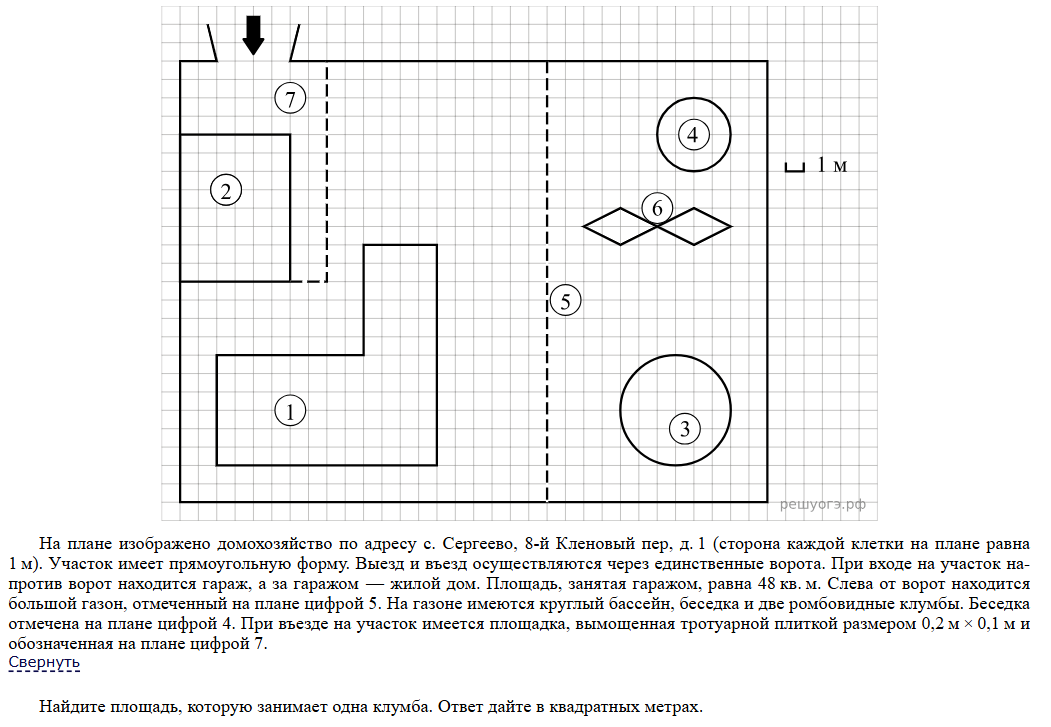 7
4
1 м
2
6
5
1
3
решуогэ.рф
На плане изображено домохозяйство по адресу с. Сергеево, 8-й Кленовый пер, д. 1 (сторона каждой клетки на плане равна
1 м). Участок имеет прямоугольную форму. Выезд и въезд осуществляются через единственные ворота. При входе на участок на-
против ворот находится гараж, а за гаражом — жилой дом. Площадь, занятая гаражом, равна 48 кв. м. Слева от ворот находится
большой газон, отмеченный на плане цифрой 5. На газоне имеются круглый бассейн, беседка и две ромбовидные клумбы. Беседка
отмечена на плане цифрой 4. При въезде на участок имеется площадка, вымощенная тротуарной плиткой размером 0,2 м × 0,1 м и
обозначенная на плане цифрой 7.
Свернуть
Найдите площадь, которую занимает одна клумба. Ответ дайте в квадратных метрах.